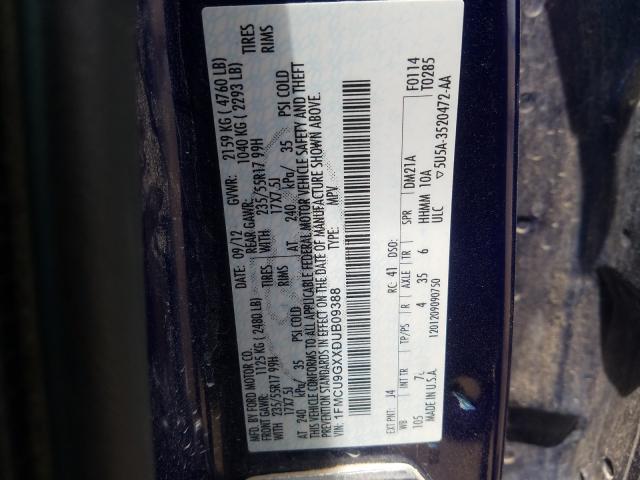 MFD. BY FORD MOTOR CO.
DATE: 09/12 GVWR: 2159 KG ( 4760 LB)
FRONT GAWR: 1125 KG (2480 LB) REAR GAWR: 1040 KG ( 2293 LB)
WITH 235/55R17 99H TIRES WITH 235/55R17 99H TIRES
17X7.5J RIMS 17X7.5J RIMS
AT 240 kPa/ 35 PSI COLD AT 240 kPa/ 35 PSI COLD
THIS VEHICLE CONFORMS TO ALL APPLICABLE FEDERAL MOTOR VEHICLE SAFETY AND THEFT
PREVENTION STANDARDS IN EFFECT ON THE DATE OF MANUFACTURE SHOWN ABOVE.
VIN: 1FMCU9GXXDUB09388 TYPE: MPV
EXT PNT: J4 RC: 41 DSO: F0114
WB INT TR TP/PS R AXLE TR SPR DM21A T0285
105 7L 4 35 6 HHMM 10A
MADE IN U.S.A. ULC
1201209090750 ▽5U5A-3520472-AA